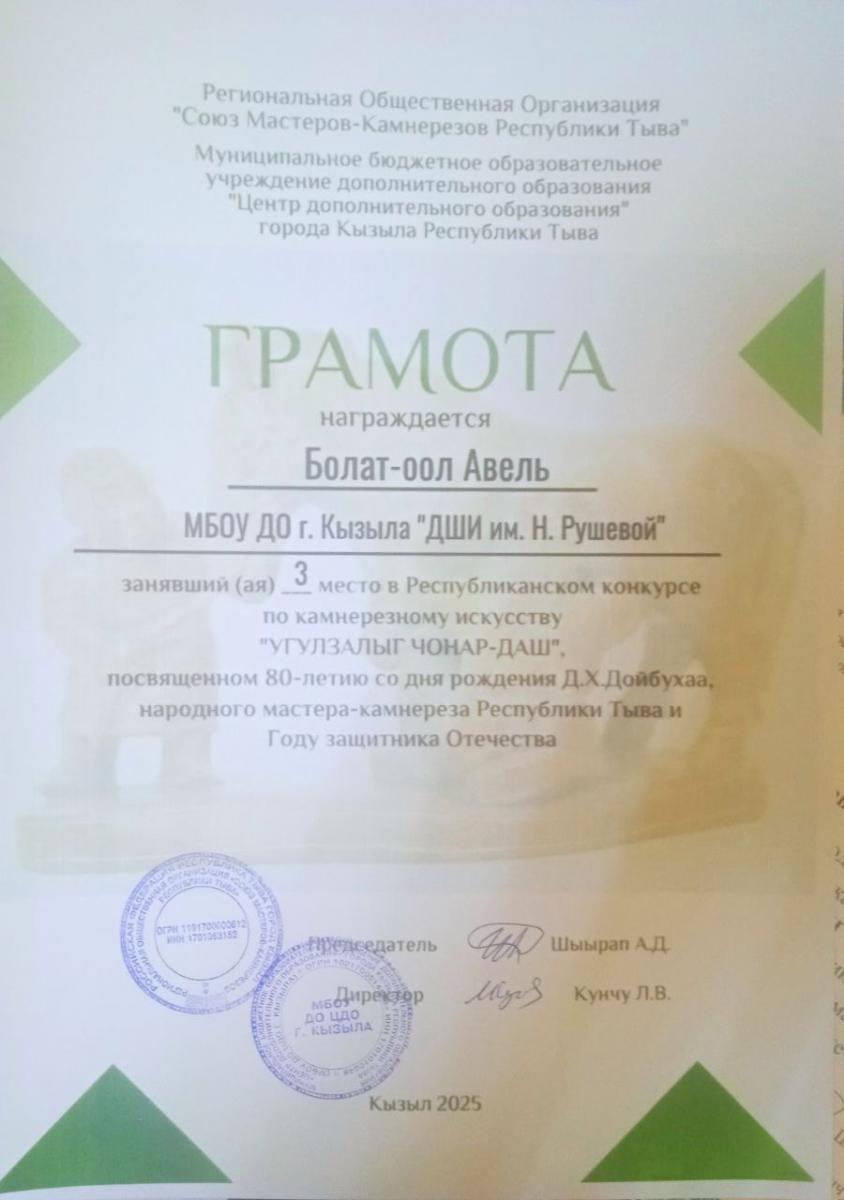 Региональная Общественная Организация
"Союз Мастеров-Камнерезов Республики Тыва"
Муниципальное бюджетное образовательное
учреждение дополнительного образования
"Центр дополнительного образования"
города Кызыла Республики Тыва
ГРАМОТА
награждается
Болат-оол Авель
МБОУ ДО г. Кызыла "ДШИ им. Н. Рушевой"
занявший (ая) 3 место в Республиканском конкурсе
по камнерезному искусству
"УГУЛЗАЛЫГ ЧОНАР-ДАШ",
посвященном 80-летию со дня рождения Д.Х.Дойбухаа,
народного мастера-камнереза Республики Тыва и
Году защитника Отечества
Председатель Шыырап А.Д.
Директор Кунчу Л.В.
МБОУ
ДО ЦДО
Г. КЫЗЫЛА
Кызыл 2025